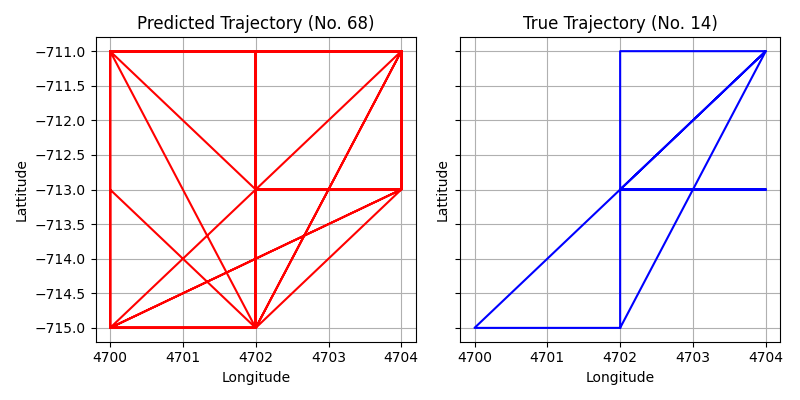 Predicted Trajectory (No. 68)
True Trajectory (No. 14)
−711.0
−711.5
−712.0
−712.5
−713.0
−713.5
−714.0
−714.5
−715.0
Lattitude
Lattitude
4700 4701 4702 4703 4704
4700 4701 4702 4703 4704
Longitude
Longitude